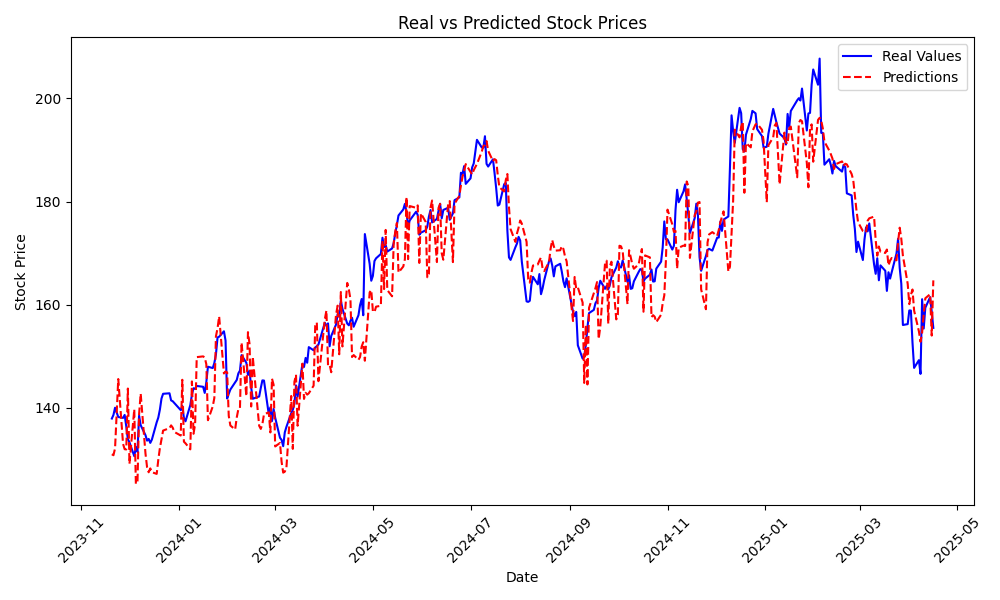 Real vs Predicted Stock Prices
Real Values
Predictions
Stock Price
200
180
160
140
2023-11
2024-01
2024-03
2024-05
2024-07
2024-09
2024-11
2025-01
2025-03
2025-05
Date